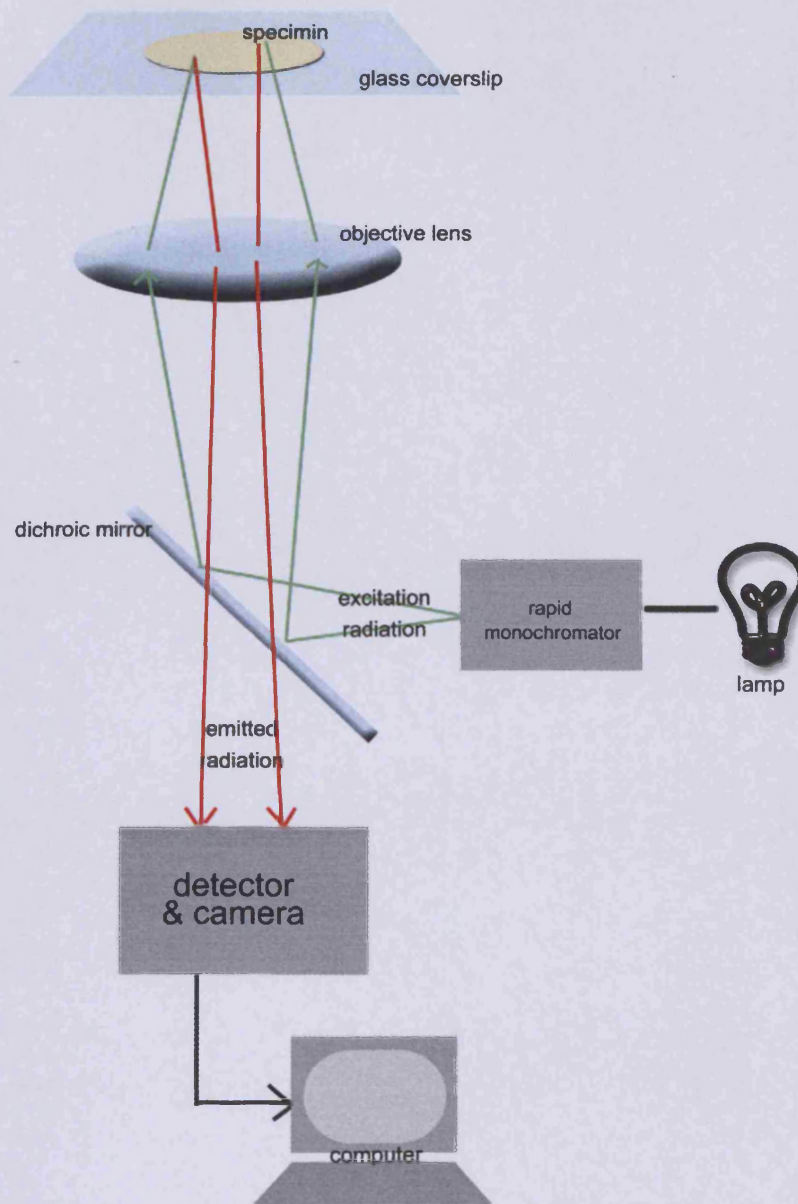 specimin
glass coverslip
objective lens
dichroic mirror
excitation
radiation
rapid
monochromator
lamp
emitted
radiation
detector
& camera
computer